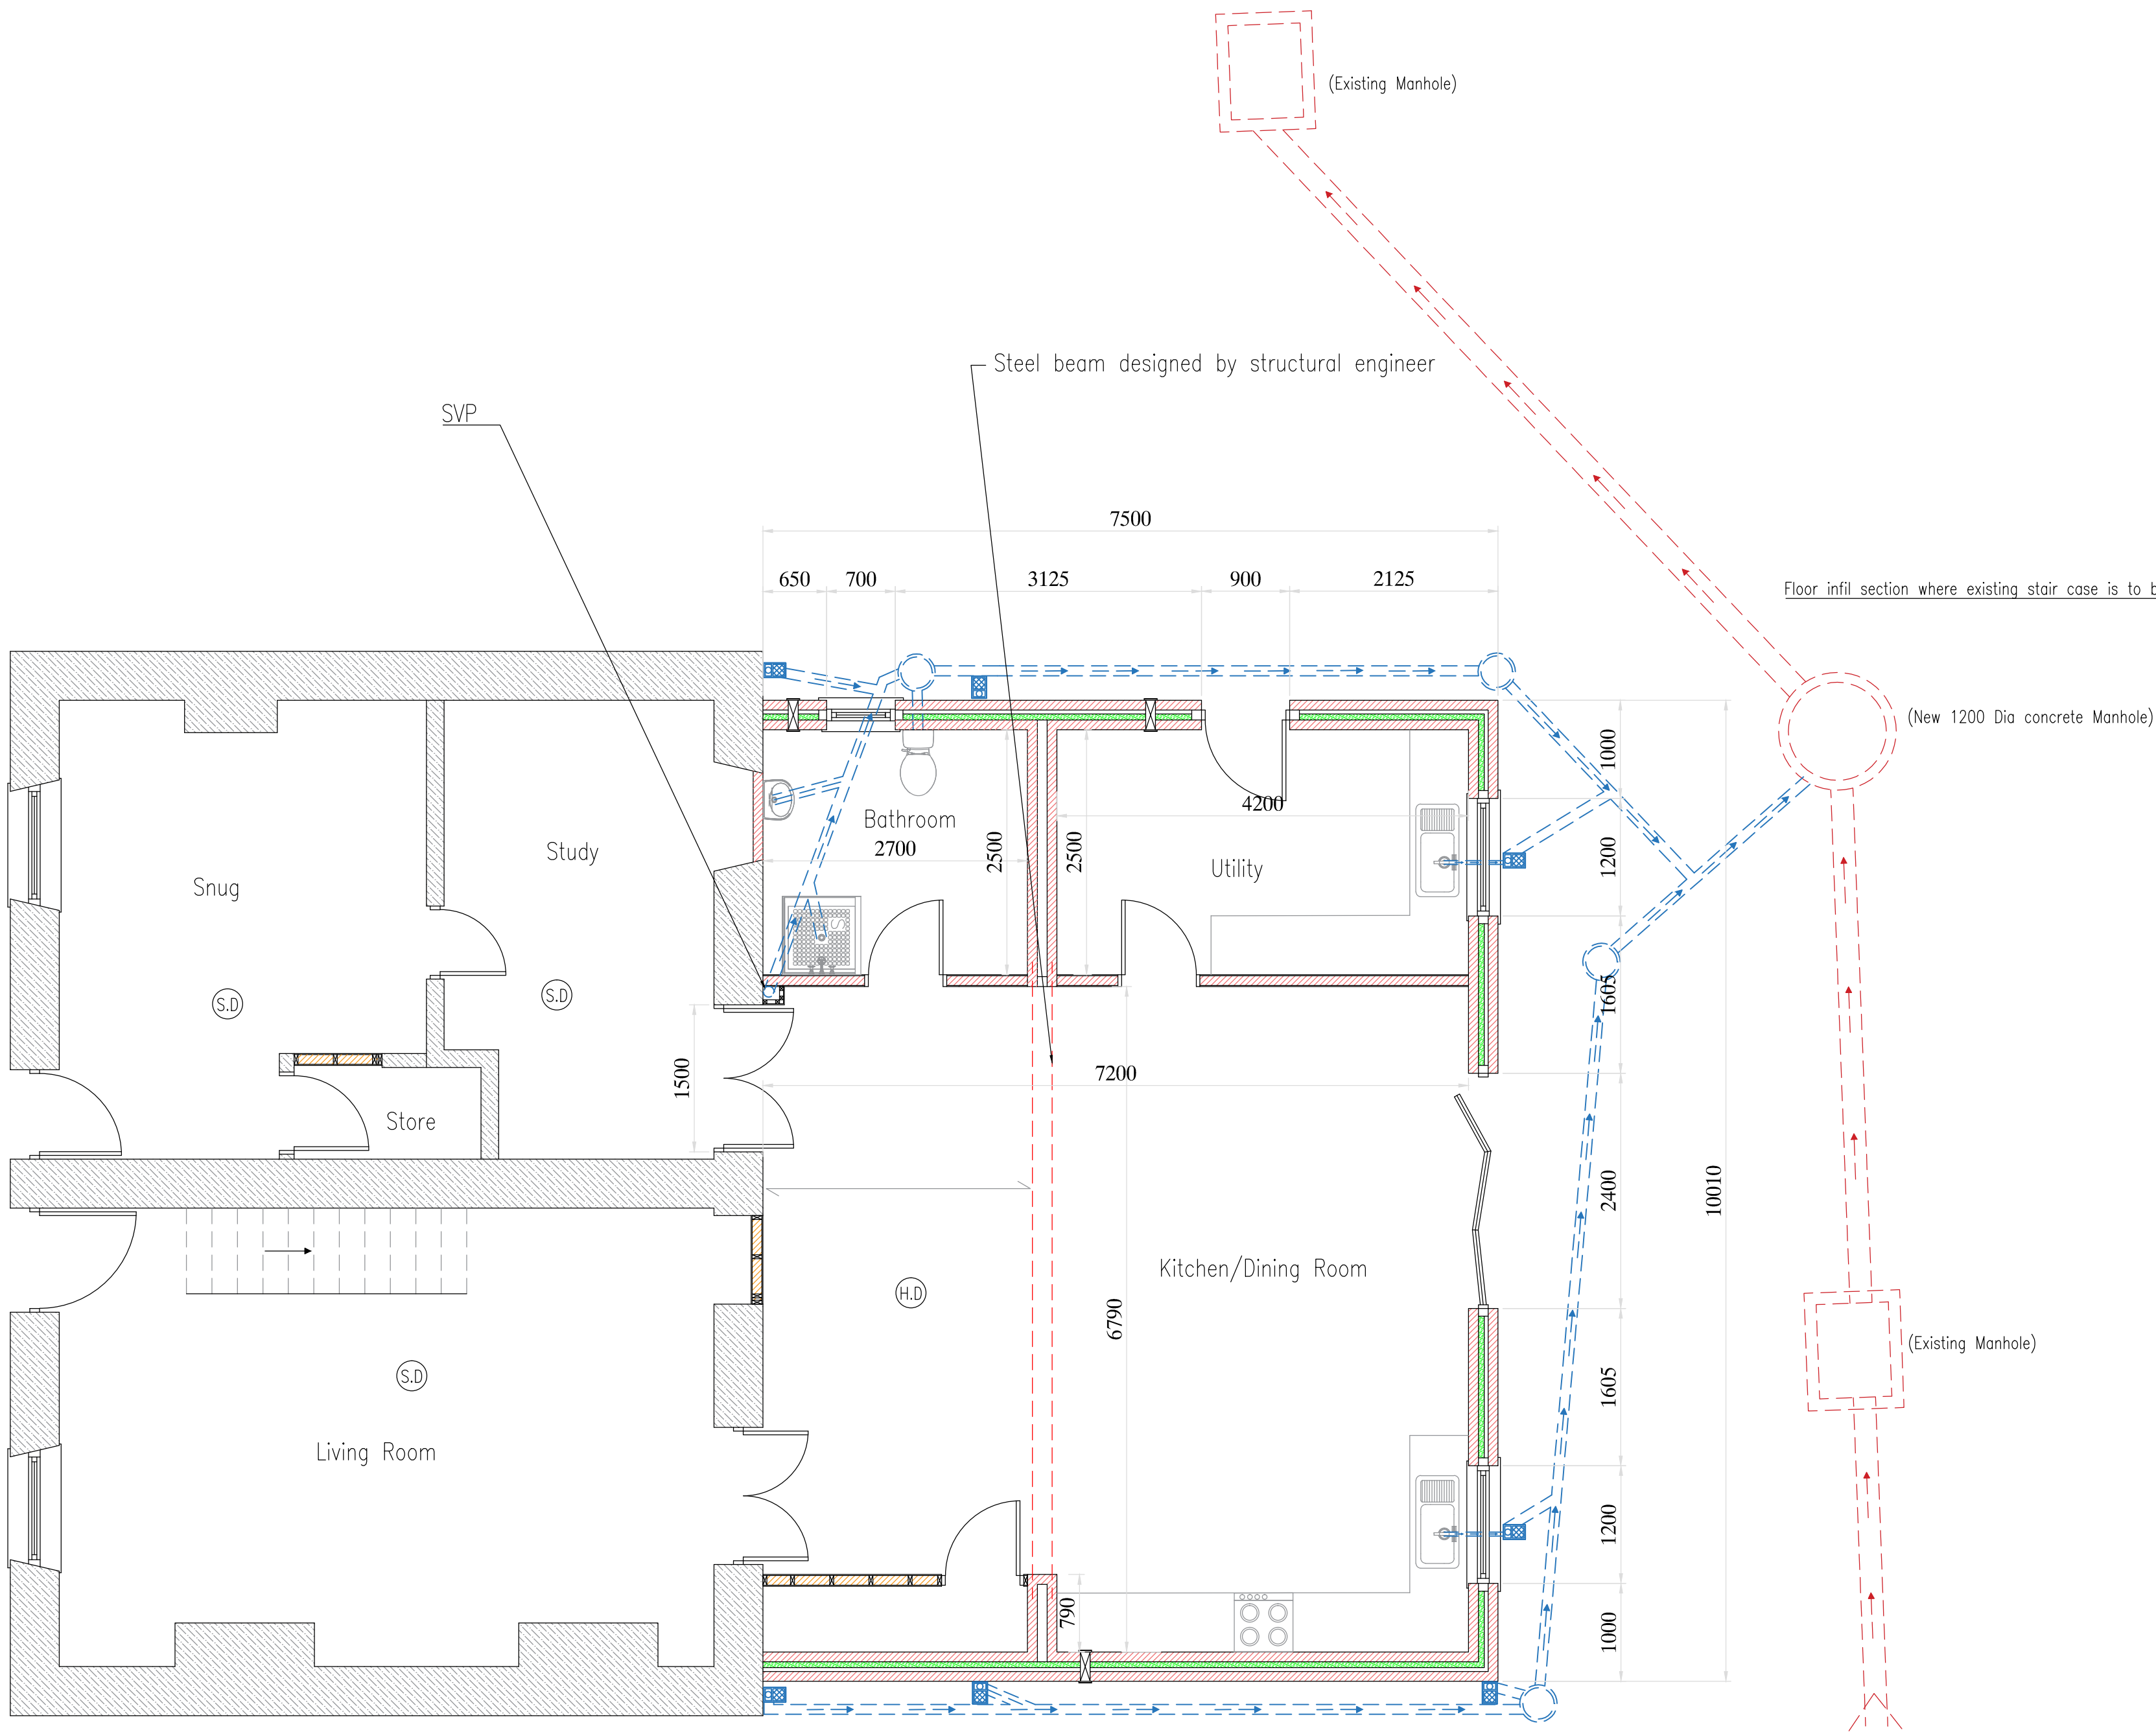 (Existing Manhole)
Steel beam designed by structural engineer
SVP
7500
650 700 3125 900 2125
Floor infil section where existing stair case is to b
(New 1200 Dia concrete Manhole)
1000
4200
Bathroom
2700
2500
2500
Utility
1200
Study
Snug
S
S.D
S.D
1605
1500
7200
Store
2400
10010
Kitchen/Dining Room
H.D
6790
(Existing Manhole)
S.D
1605
Living Room
1200
790
1000